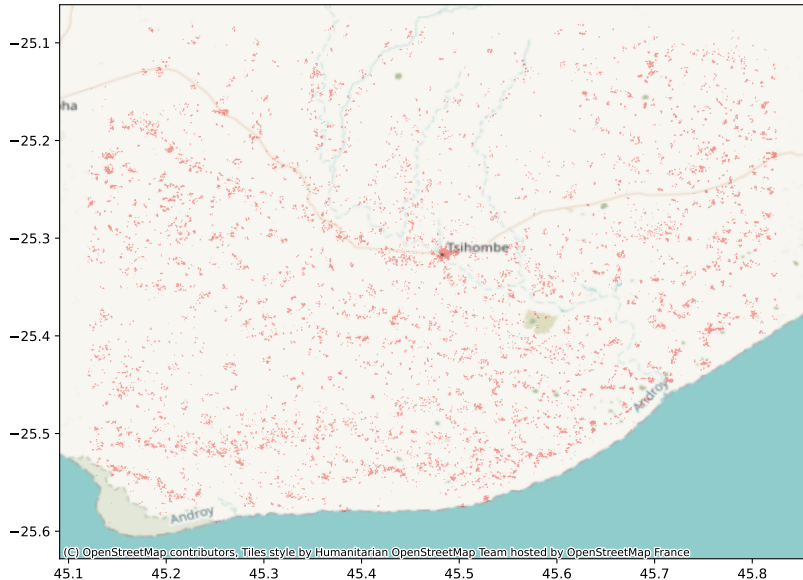 −25.1
−25.2
−25.3
−25.4
−25.5
−25.6
ha
Tsihombe
Androy
Androy
(C) OpenStreetMap contributors, Tiles style by Humanitarian OpenStreetMap Team hosted by OpenStreetMap France
45.1 45.2 45.3 45.4 45.5 45.6 45.7 45.8